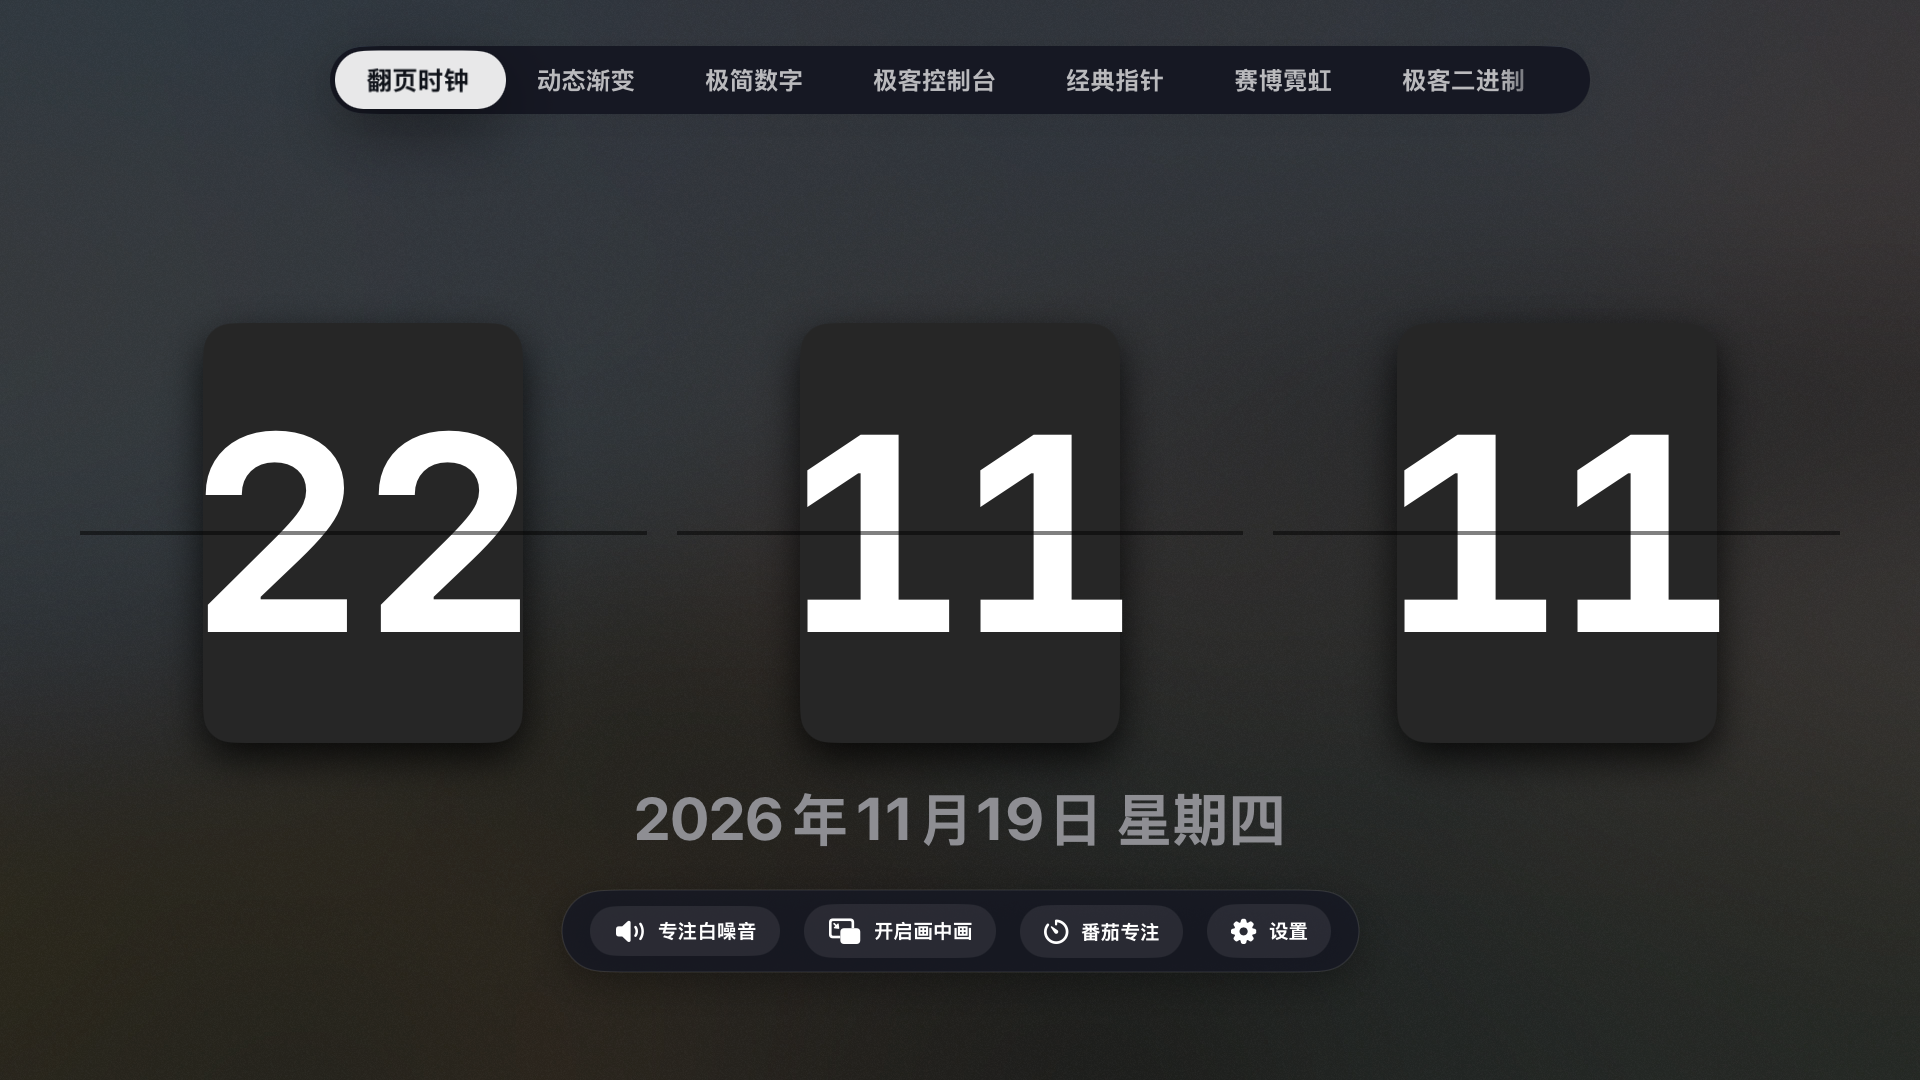 翻页时钟 动态渐变 极简数字 极客控制台 经典指针 赛博霓虹 极客二进制
22 11 11
2026年11月19日 星期四
专注白噪音 开启画中画 番茄专注 设置